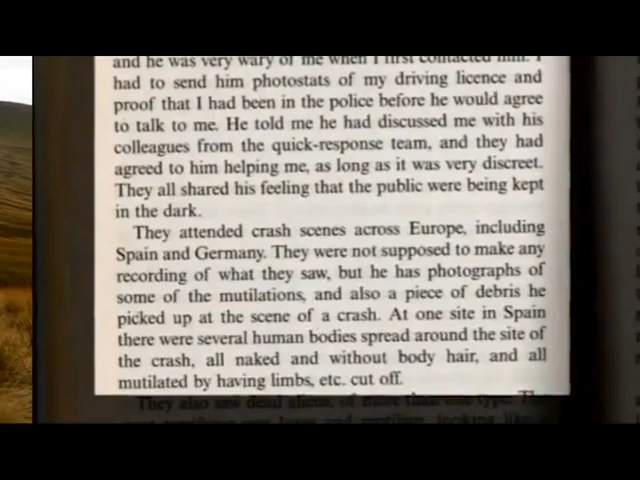 and he was very wary of me when I first contacted him. I
had to send him photostats of my driving licence and
proof that I had been in the police before he would agree
to talk to me. He told me he had discussed me with his
colleagues from the quick-response team, and they had
agreed to him helping me, as long as it was very discreet.
They all shared his feeling that the public were being kept
in the dark.
They attended crash scenes across Europe, including
Spain and Germany. They were not supposed to make any
recording of what they saw, but he has photographs of
some of the mutilations, and also a piece of debris he
picked up at the scene of a crash. At one site in Spain
there were several human bodies spread around the site of
the crash, all naked and without body hair, and all
mutilated by having limbs, etc. cut off.
They also saw dead aliens, of more than one type. The